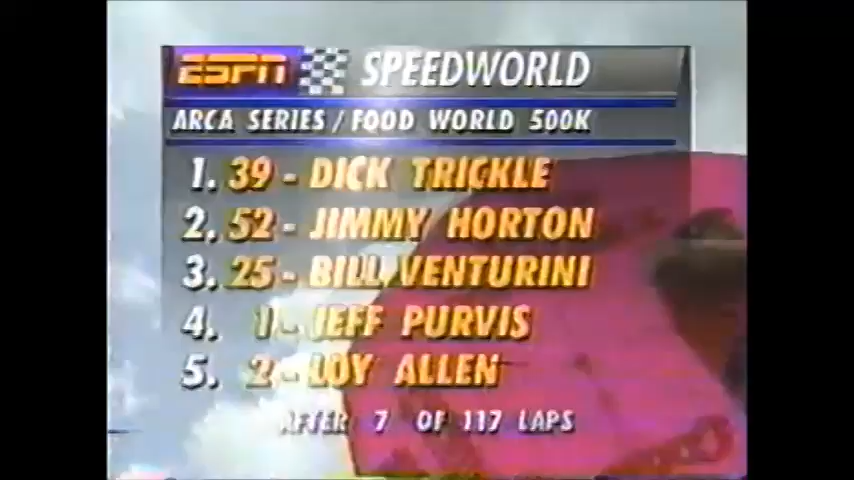 ESPN SPEEDWORLD
ARCA SERIES / FOOD WORLD 500K
1. 39 - DICK TRICKLE
2. 52 - JIMMY HORTON
3. 25 - BILL VENTURINI
4. 1 - JEFF PURVIS
5. 2 - LOY ALLEN
AFTER 7 OF 117 LAPS